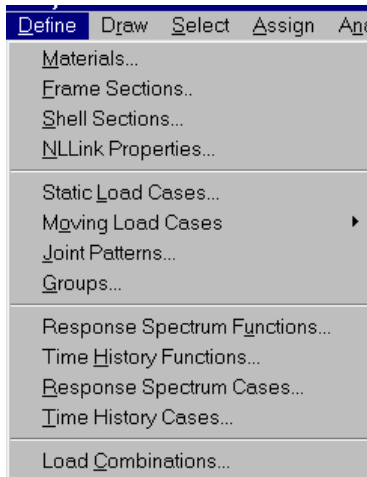 Define Draw Select Assign
Materials...
Frame Sections..
Shell Sections...
NLLink Properties...
Static Load Cases...
Moving Load Cases
Joint Patterns...
Groups...
Response Spectrum Functions...
Time History Functions...
Response Spectrum Cases...
Time History Cases...
Load Combinations...